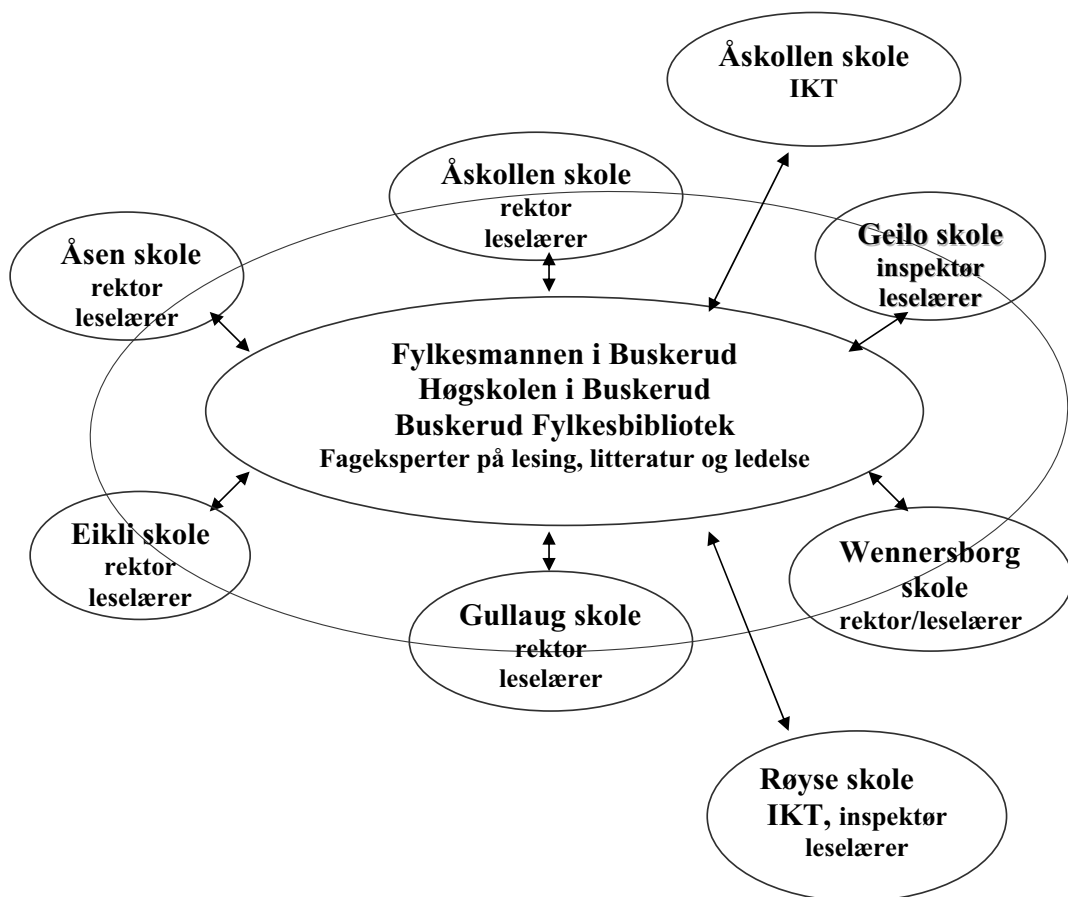 Åskollen skole
IKT
Åskollen skole
rektor
leselærer
Åsen skole
rektor
leselærer
Geilo skole
inspektør
leselærer
Fylkesmannen i Buskerud
Høgskolen i Buskerud
Buskerud Fylkesbibliotek
Fageksperter på lesing, litteratur og ledelse
Eikli skole
rektor
leselærer
Gullaug skole
rektor
leselærer
Wennersborg
skole
rektor/leselærer
Røyse skole
IKT, inspektør
leselærer